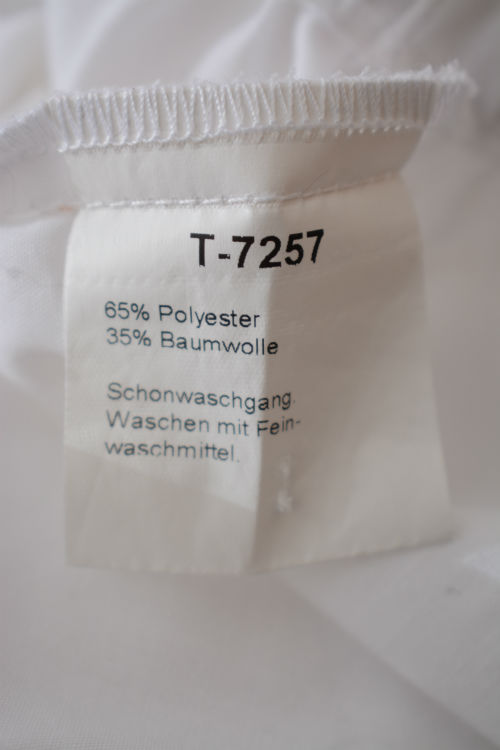 T-7257
65% Polyester
35% Baumwolle
Schonwaschgang.
Waschen mit Fein-
waschmittel.